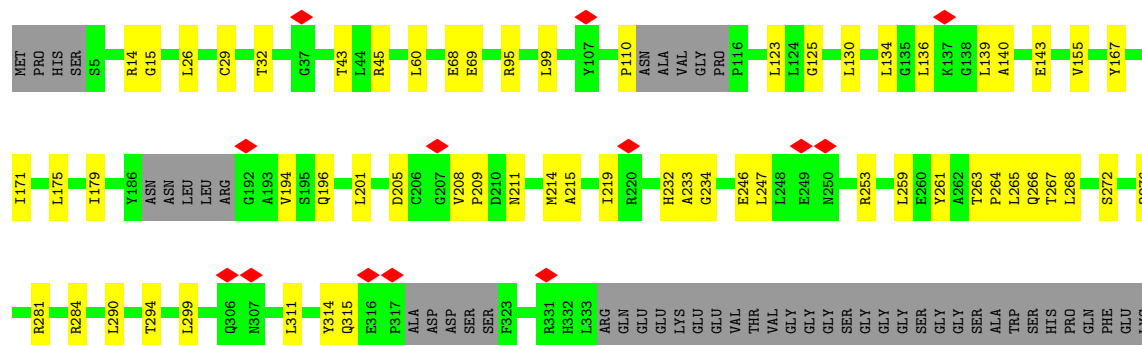 MET PRO HIS SER S5 R14 G15 L26 C29 T32 G37 T43 L44 R45 L60 E68 E69 R95 L99 Y107 P110 ASN ALA VAL GLY PRO P116 L123 L124 G125 L130 L134 G135 L136 K137 G138 L139 A140 E143 V155 Y167
I171 L175 I179 Y186 ASN ASN LEU LEU ARG G192 A193 V194 S195 Q196 L201 D205 C206 G207 V208 P209 D210 N211 M214 A215 I219 R220 H232 A233 G234 E246 L247 L248 E249 N250 R253 L259 E260 Y261 A262 T263 P264 L265 Q266 T267 L268 S272
R281 R284 L290 T294 L299 Q306 N307 L311 Y314 Q315 E316 P317 ALA ASP ASP SER SER F323 R331 H332 L333 ARG GLN GLU GLU LYS GLU GLU VAL THR VAL GLY GLY SER GLY GLY GLY SER GLY GLY SER ALA TRP SER HIS PRO GLN PHE GLU